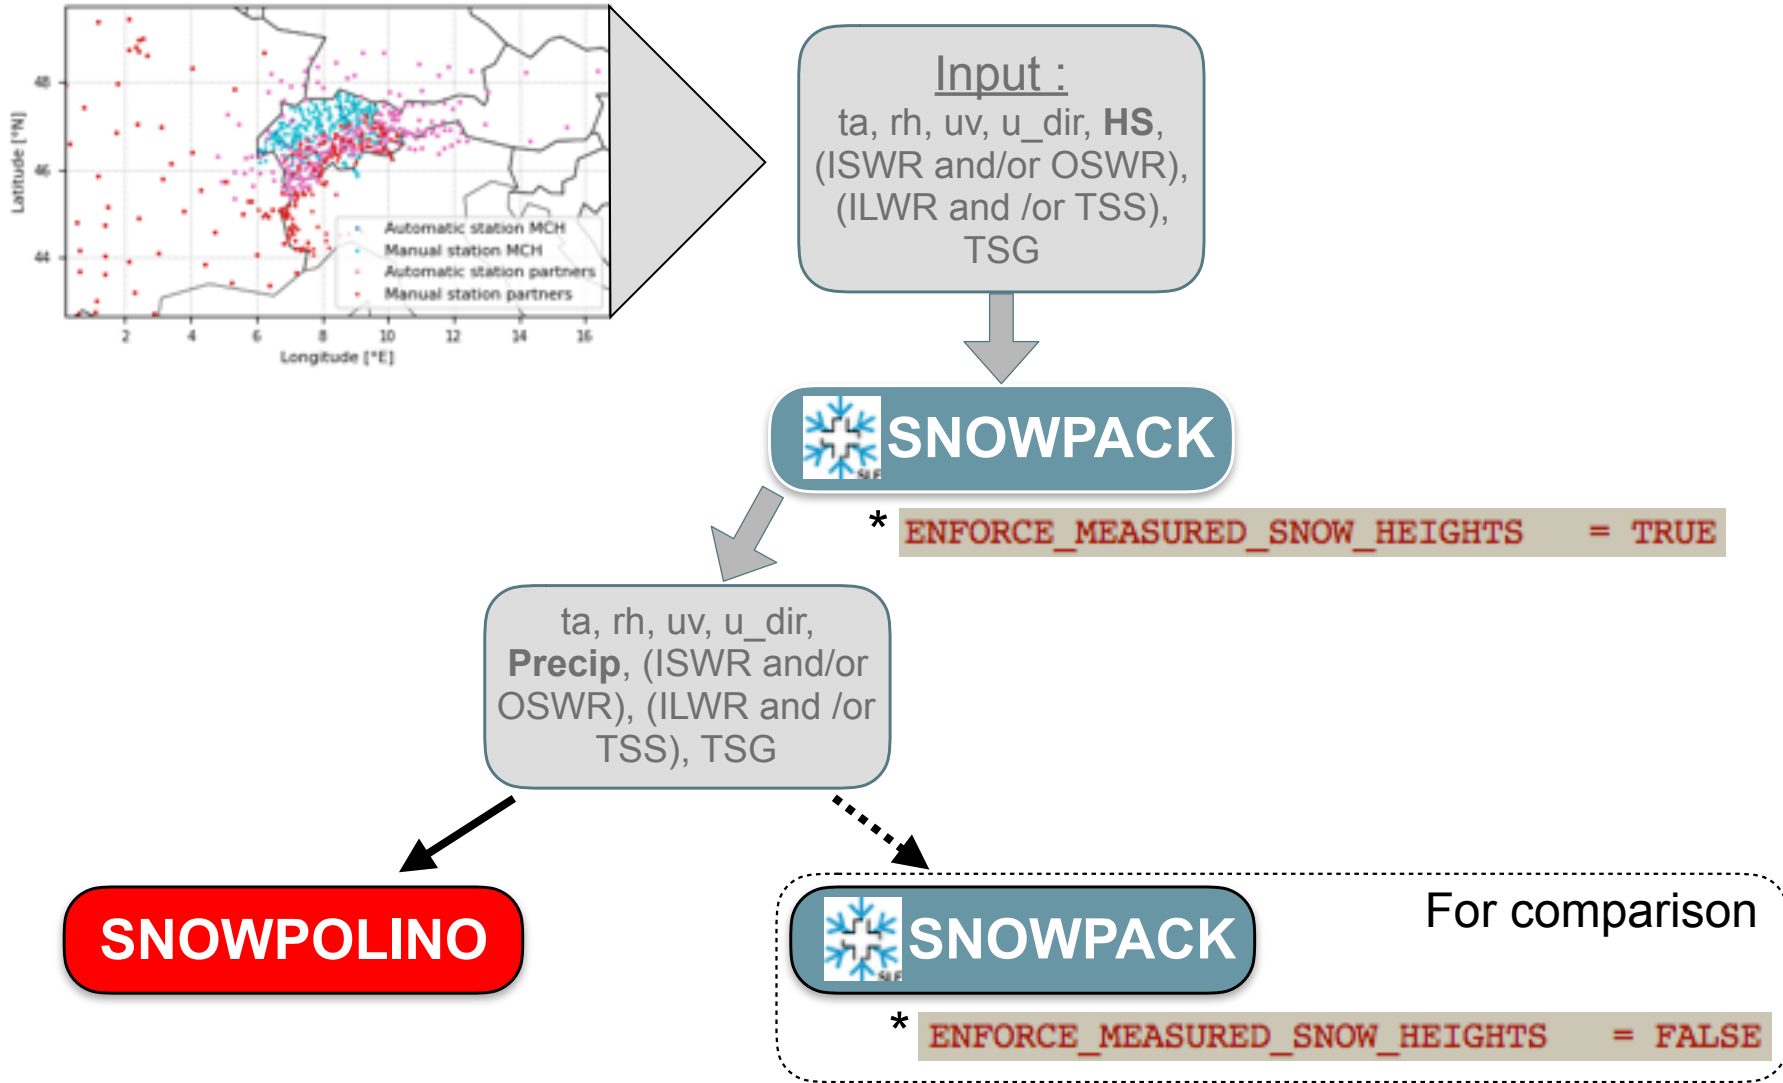 48
46
44
Latitude [°N]
2 4 6 8 10 12 14 16
Longitude [°E]
Automatic station MCH
Manual station MCH
Automatic station partners
Manual station partners
Input :
ta, rh, uv, u_dir, HS,
(ISWR and/or OSWR),
(ILWR and /or TSS),
TSG
SLF
SNOWPACK
* ENFORCE_MEASURED_SNOW_HEIGHTS = TRUE
ta, rh, uv, u_dir,
Precip, (ISWR and/or
OSWR), (ILWR and /or
TSS), TSG
SNOWPOLINO
For comparison
SLF
SNOWPACK
* ENFORCE_MEASURED_SNOW_HEIGHTS = FALSE